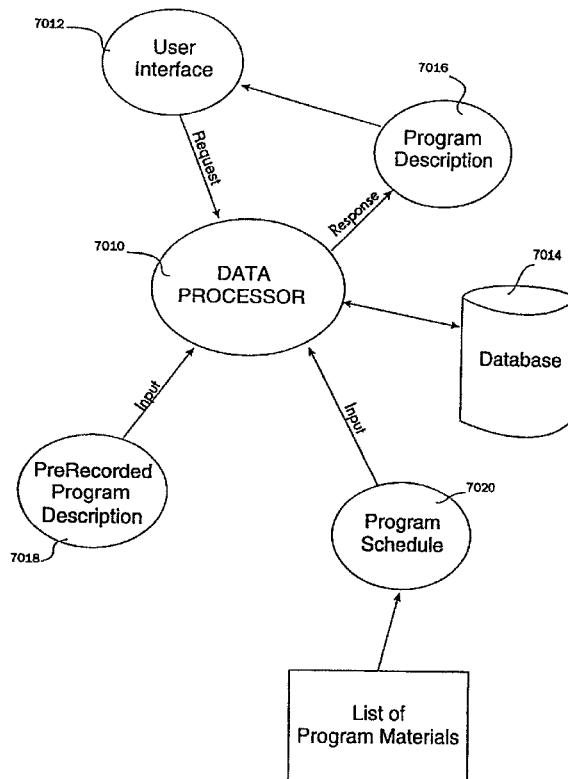 7012
User
Interface
7016
Program
Description
Request
Response
7010
DATA
PROCESSOR
7014
Database
Input
Input
PreRecorded
Program
Description
7018
7020
Program
Schedule
List of
Program Materials